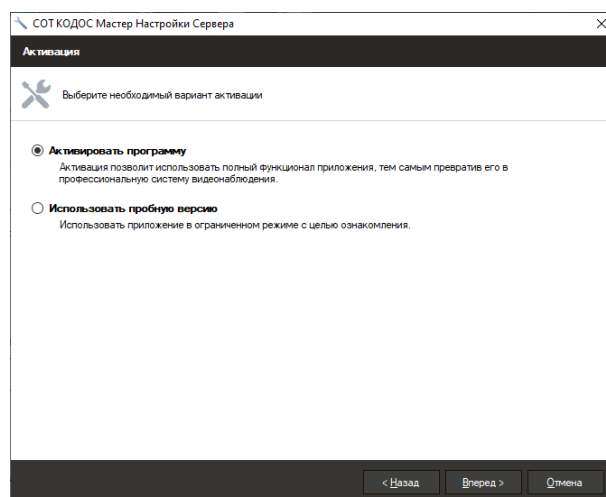 СОТ КОДОС Мастер Настройки Сервера
Активация
Выберите необходимый вариант активации
Активировать программу
Активация позволит использовать полный функционал приложения, тем самым превратив его в
профессиональную систему видеонаблюдения.
Использовать пробную версию
Использовать приложение в ограниченном режиме с целью ознакомления.
< Назад
Вперед >
Отмена